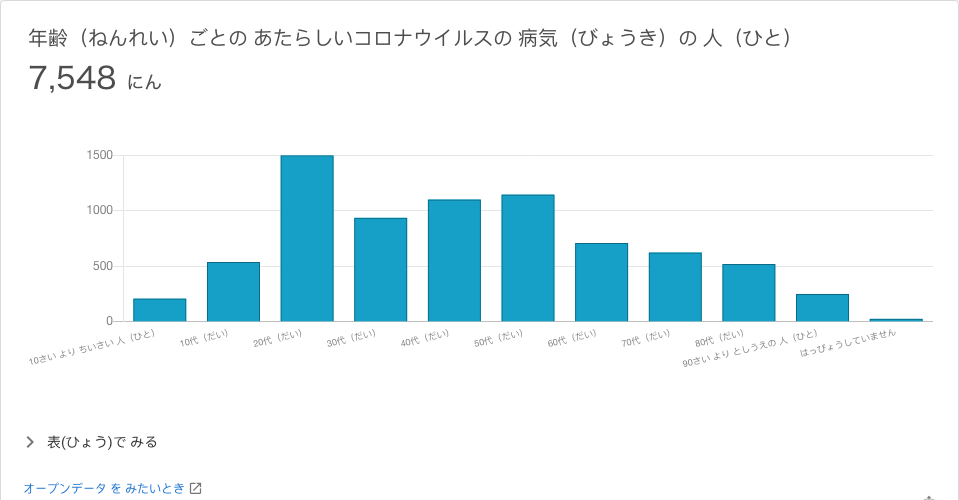 年齢（ねんれい）ごとの あたらしいコロナウイルスの 病気（びょうき）の 人（ひと）
7,548 にん
1500
1000
500
0
10さい より ちいさい 人（ひと）
10代（だい）
20代（だい）
30代（だい）
40代（だい）
50代（だい）
60代（だい）
70代（だい）
80代（だい）
90さい より としうえの 人（ひと）
はっぴょうしていません
表(ひょう)で みる
オープンデータ を みたいとき